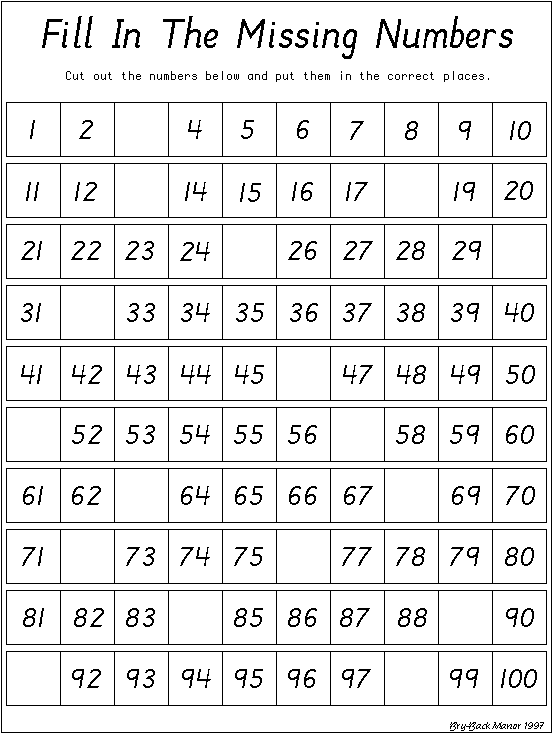 Fill In The Missing Numbers
Cut out the numbers below and put them in the correct places.
1 2 4 5 6 7 8 9 10
11 12 14 15 16 17 19 20
21 22 23 24 26 27 28 29
31 33 34 35 36 37 38 39 40
41 42 43 44 45 47 48 49 50
52 53 54 55 56 58 59 60
61 62 64 65 66 67 69 70
71 73 74 75 77 78 79 80
81 82 83 85 86 87 88 90
92 93 94 95 96 97 99 100
Bry-Back Manor 1997